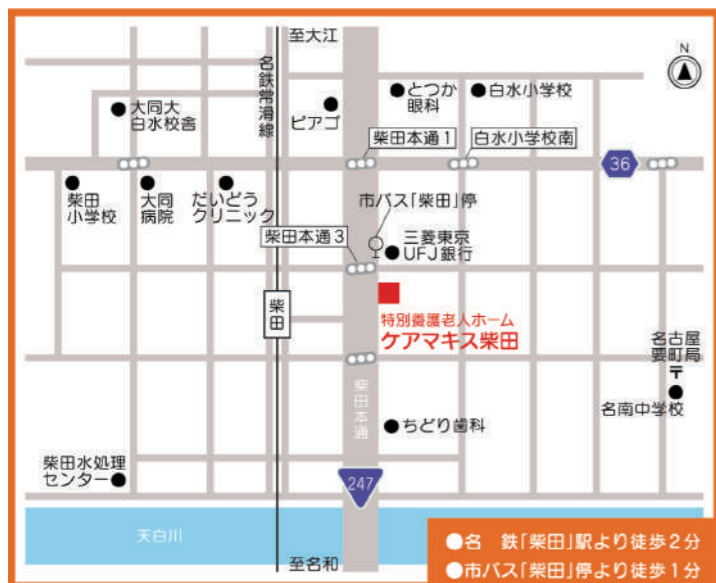 至大江
N
名鉄常滑線
大同大
白水校舎
ピアゴ
とつか
眼科
白水小学校
柴田本通1
白水小学校南
36
柴田
小学校
大同
病院
だいどう
クリニック
市バス「柴田」停
柴田本通3
三菱東京
UFJ銀行
柴田
特別養護老人ホーム
ケアマキス柴田
名古屋
要町局
〒
名南中学校
柴田本通
ちどり歯科
柴田水処理
センター
247
天白川
至名和
●名 鉄「柴田」駅より徒歩2分
●市バス「柴田」停より徒歩1分